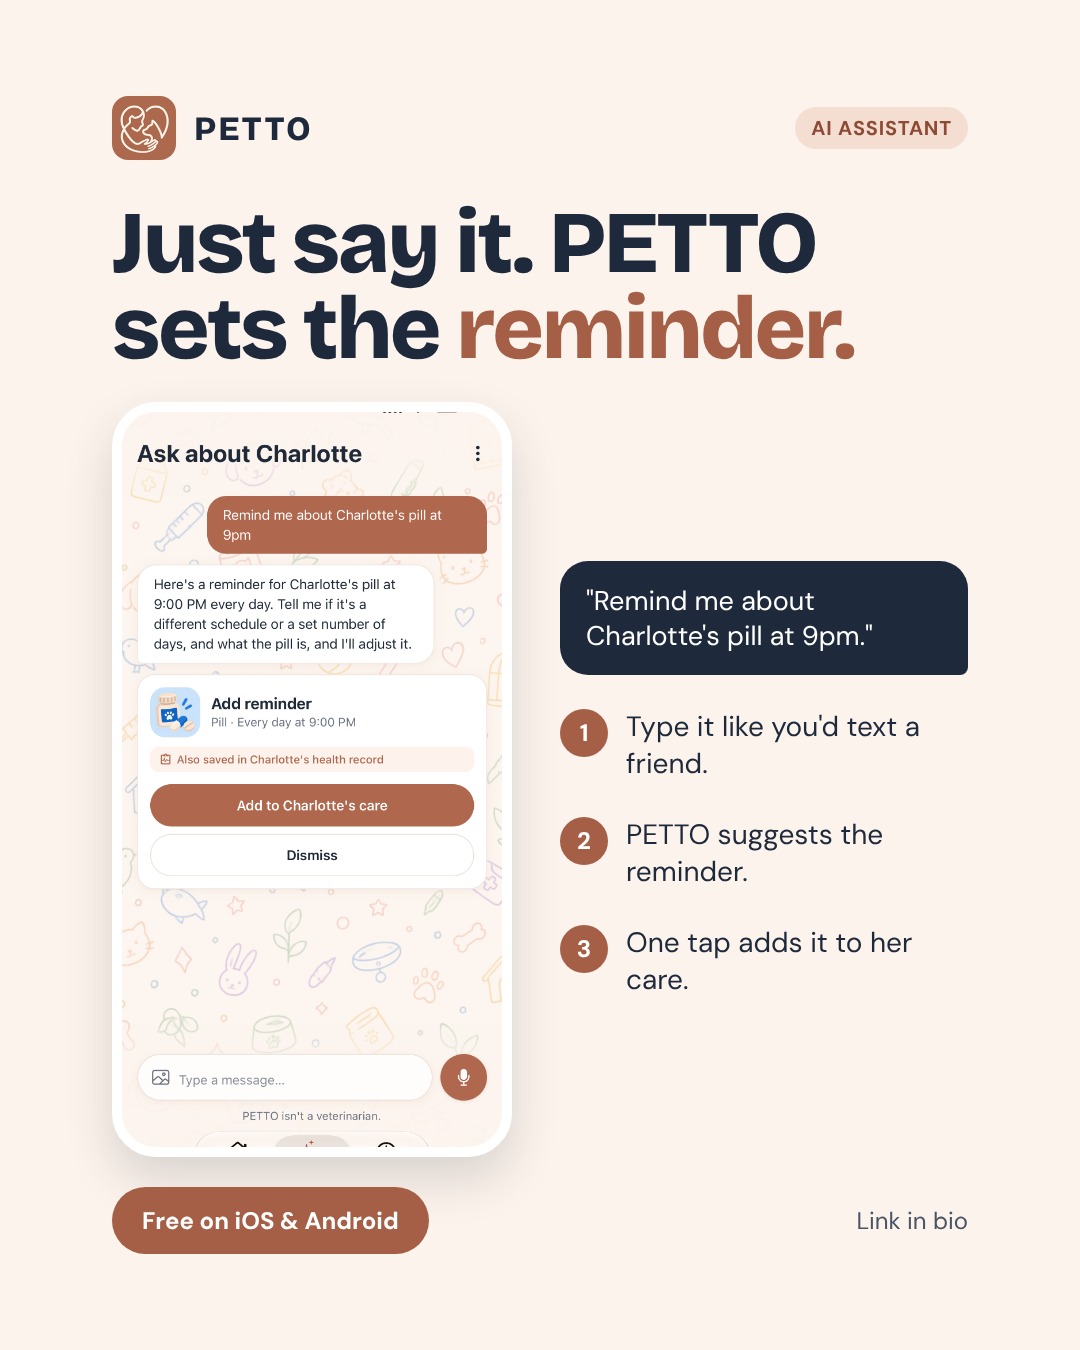 PETTO
AI ASSISTANT
Just say it. PETTO
sets the reminder.
Ask about Charlotte
Remind me about Charlotte's pill at
9pm
Here's a reminder for Charlotte's pill at
9:00 PM every day. Tell me if it's a
different schedule or a set number of
days, and what the pill is, and I'll adjust it.
Add reminder
Pill · Every day at 9:00 PM
Also saved in Charlotte's health record
Add to Charlotte's care
Dismiss
Type a message...
PETTO isn't a veterinarian.
"Remind me about
Charlotte's pill at 9pm."
1 Type it like you'd text a
friend.
2 PETTO suggests the
reminder.
3 One tap adds it to her
care.
Free on iOS & Android
Link in bio